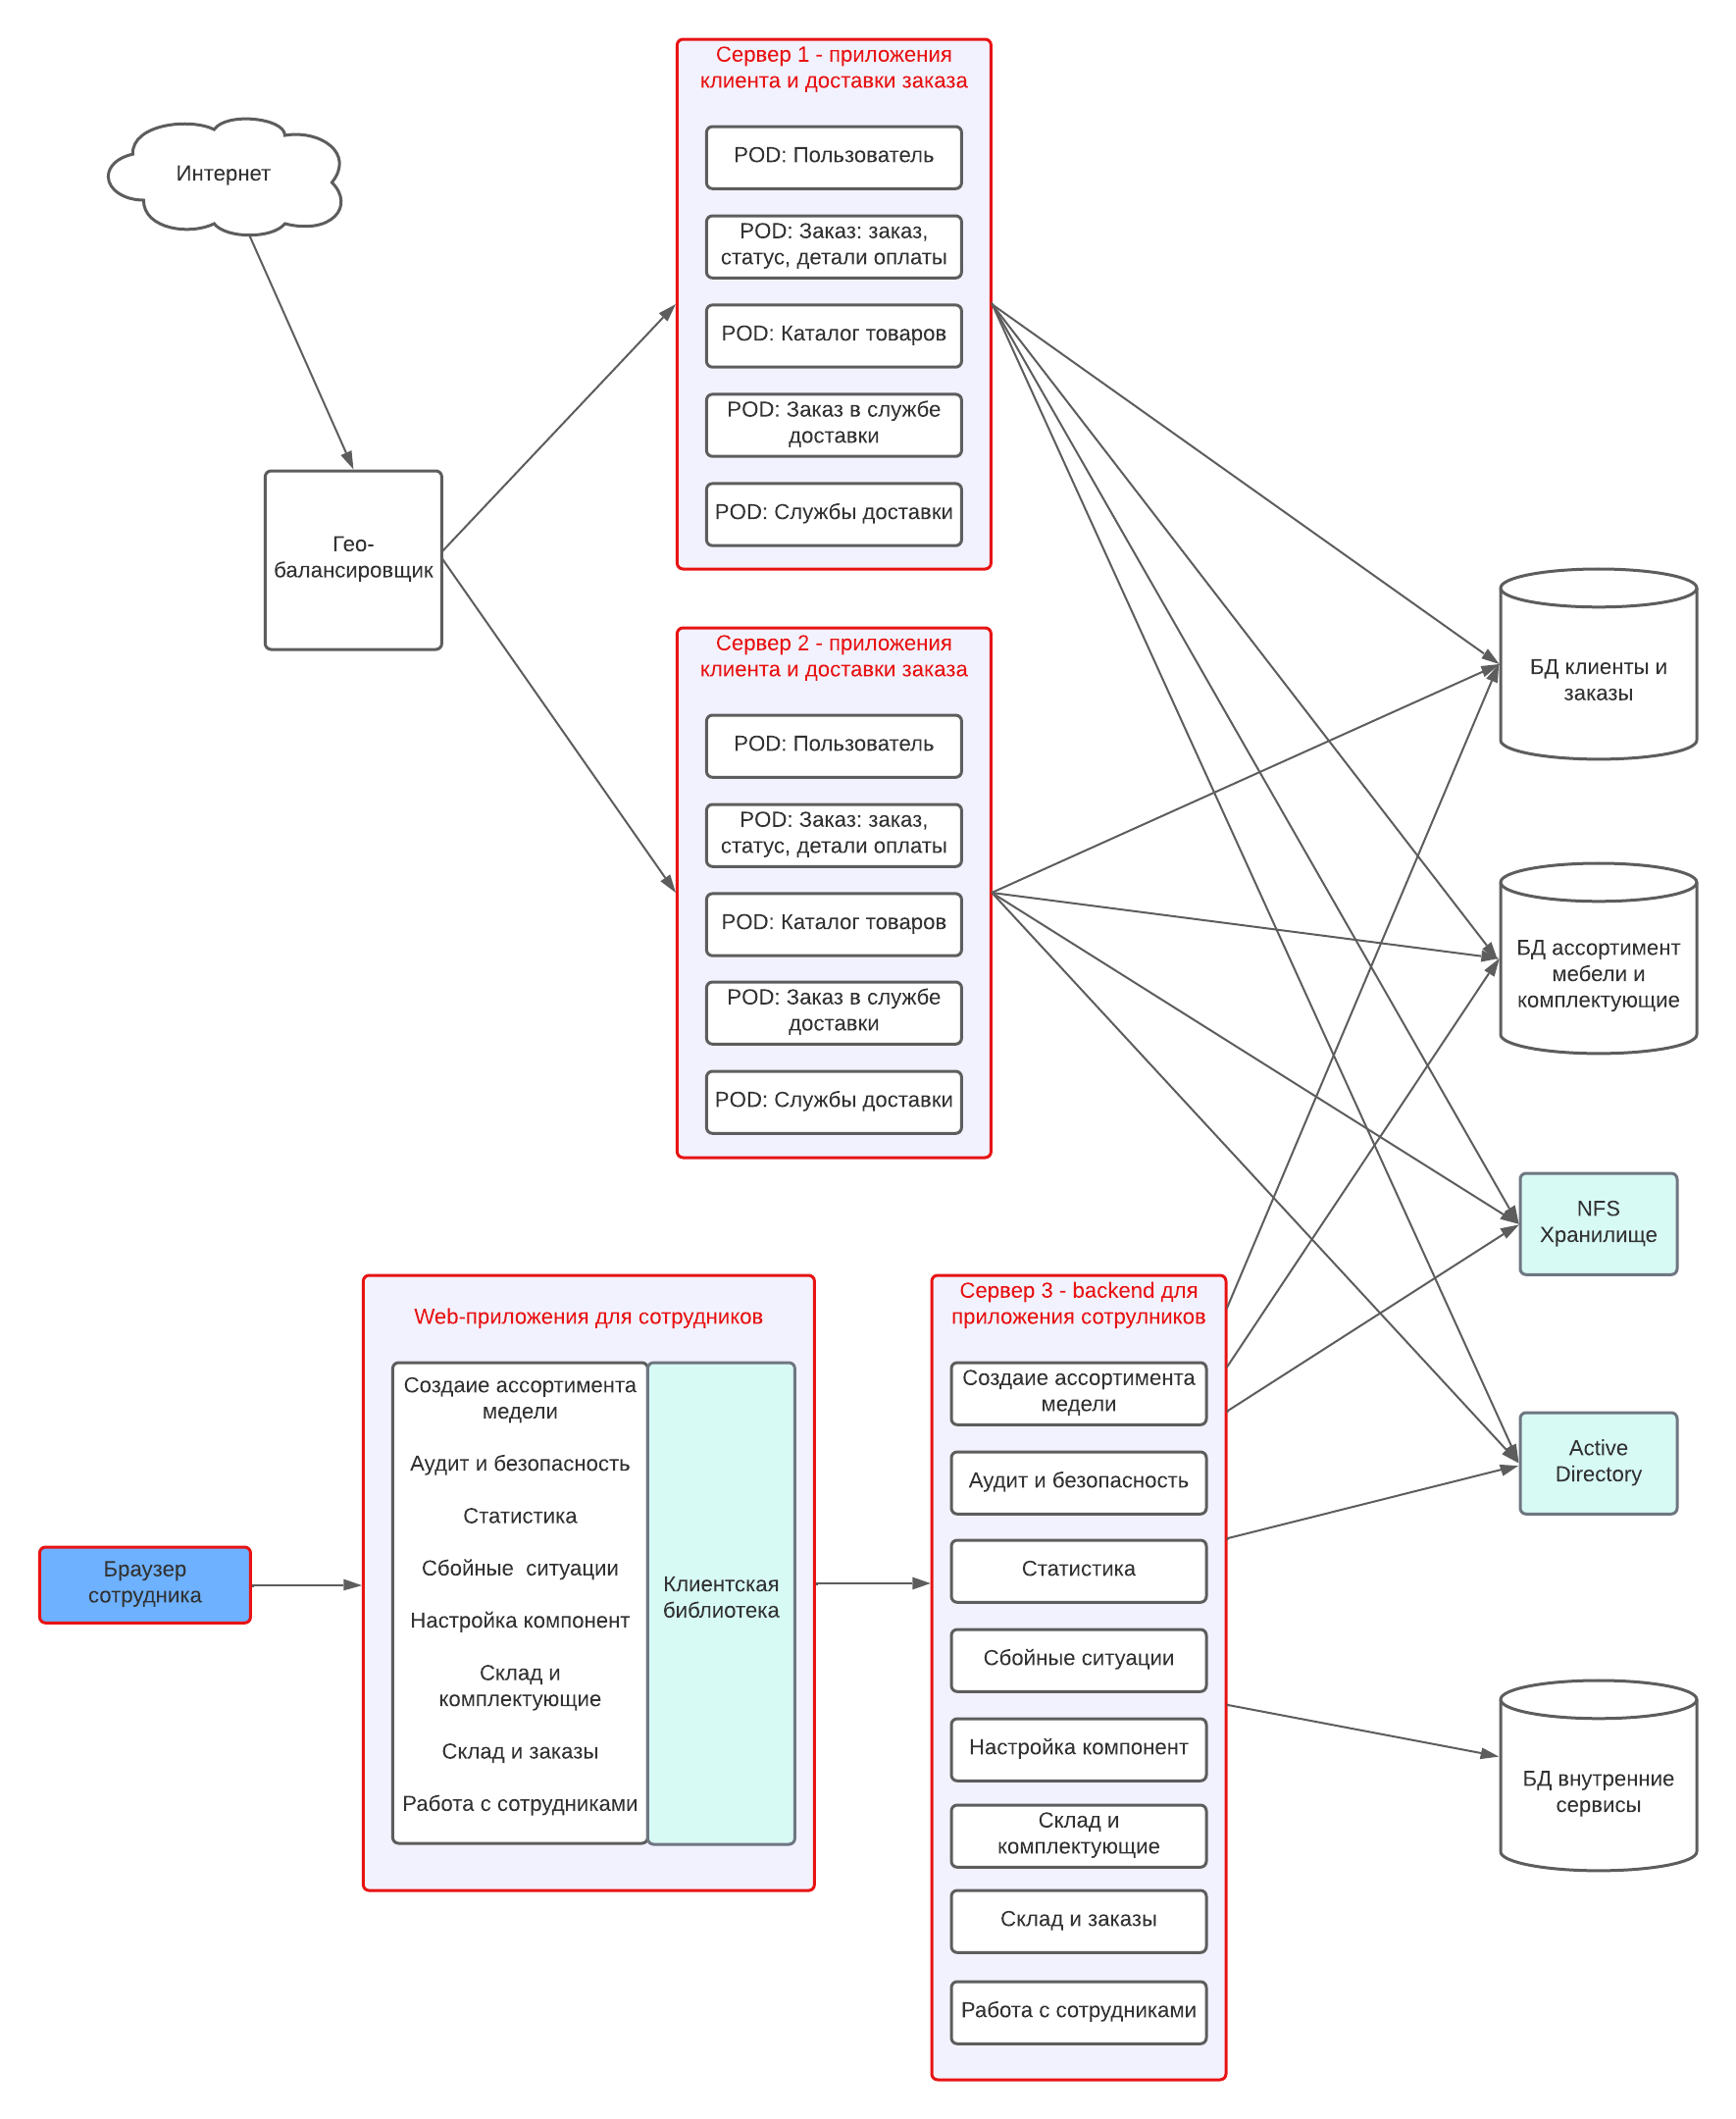 Интернет
Гео-
балансировщик
Сервер 1 - приложения
клиента и доставки заказа
POD: Пользователь
POD: Заказ: заказ,
статус, детали оплаты
POD: Каталог товаров
POD: Заказ в службе
доставки
POD: Службы доставки
Сервер 2 - приложения
клиента и доставки заказа
POD: Пользователь
POD: Заказ: заказ,
статус, детали оплаты
POD: Каталог товаров
POD: Заказ в службе
доставки
POD: Службы доставки
БД клиенты и
заказы
БД ассортимент
мебели и
комплектующие
NFS
Хранилище
Active
Directory
БД внутренние
сервисы
Браузер
сотрудника
Web-приложения для сотрудников
Создаие ассортимента
медели
Аудит и безопасность
Статистика
Сбойные  ситуации
Настройка компонент
Склад и
комплектующие
Склад и заказы
Работа с сотрудниками
Клиентская
библиотека
Сервер 3 - backend для
приложения сотрулников
Создаие ассортимента
медели
Аудит и безопасность
Статистика
Сбойные ситуации
Настройка компонент
Склад и
комплектующие
Склад и заказы
Работа с сотрудниками